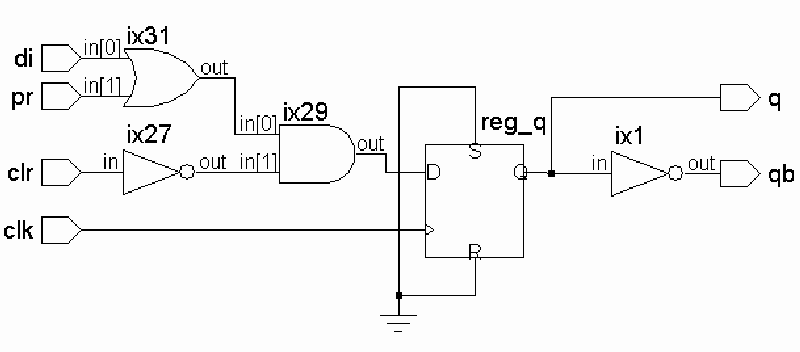 ix31
di in[0] out
pr in[1]
ix29
in[0] out
ix27
clr in out in[1]
clk
reg_q
S
D Q
R
ix1
in out
q
qb